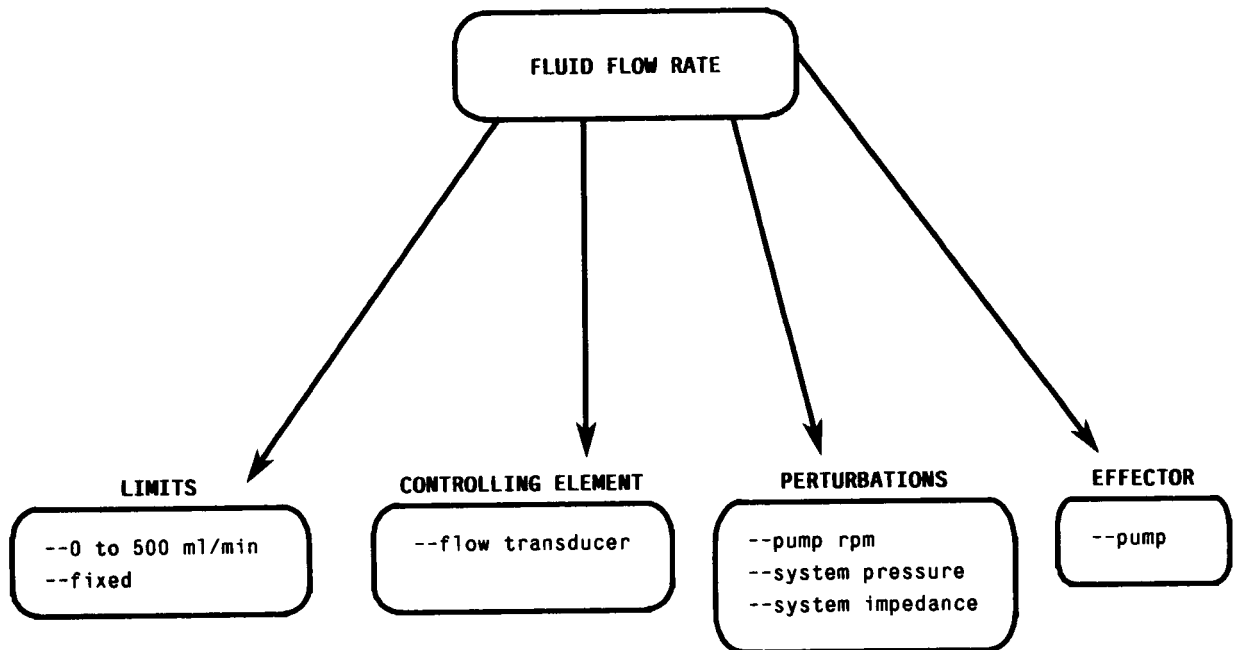 FLUID FLOW RATE
LIMITS
--0 to 500 ml/min
--fixed
CONTROLLING ELEMENT
--flow transducer
PERTURBATIONS
--pump rpm
--system pressure
--system impedance
EFFECTOR
--pump